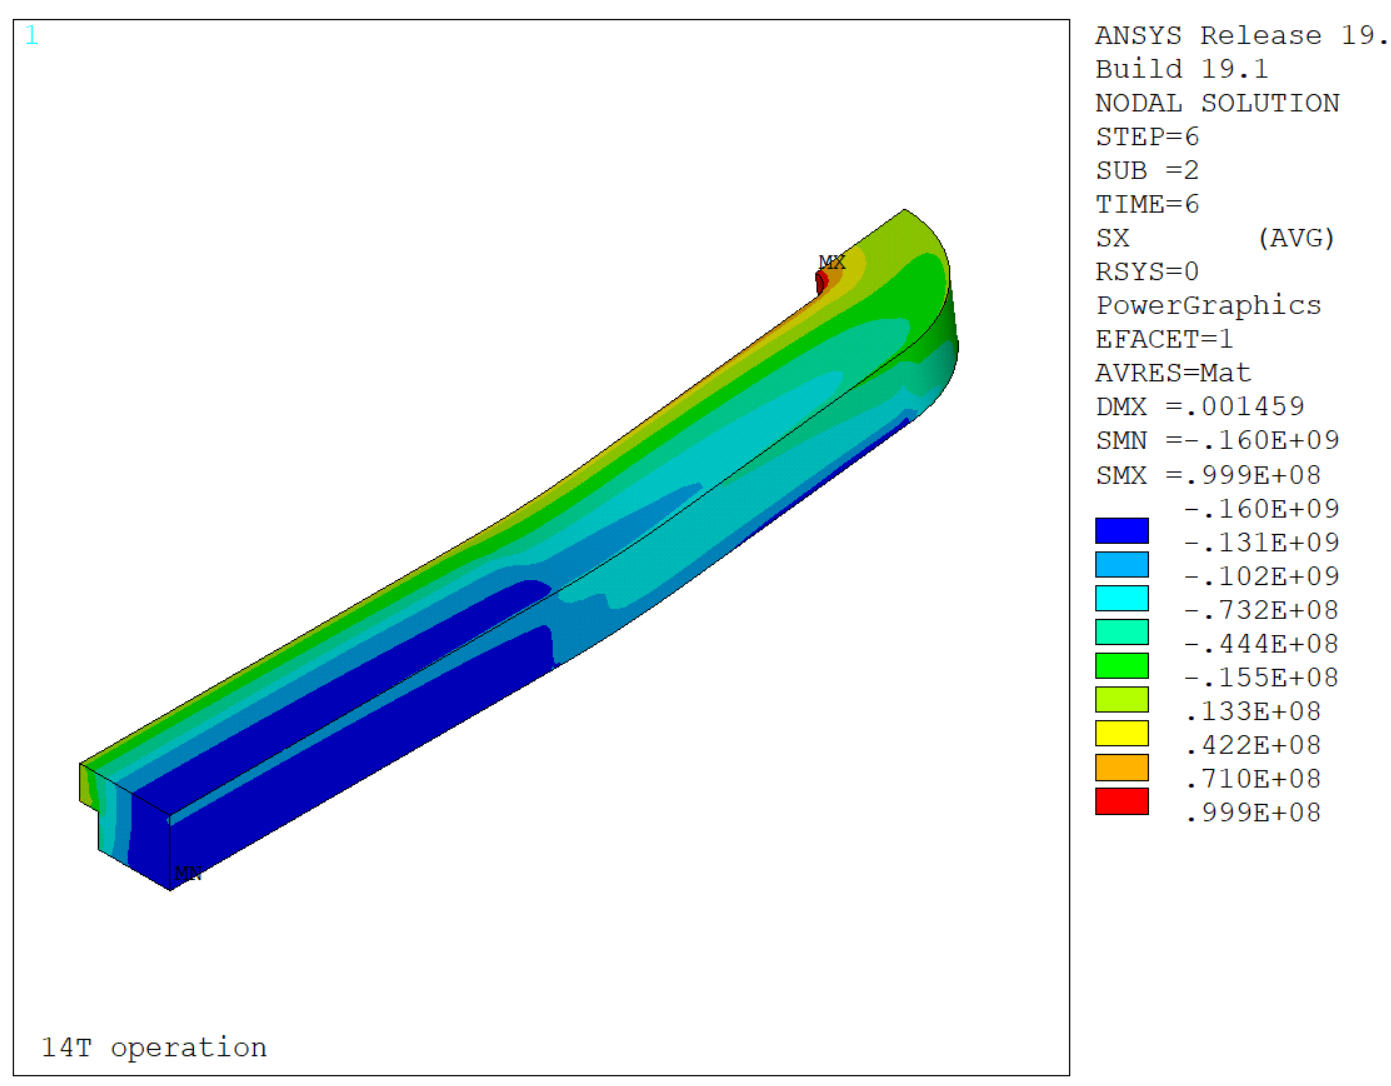 1
ANSYS Release 19.
Build 19.1
NODAL SOLUTION
STEP=6
SUB =2
TIME=6
SX (AVG)
RSYS=0
PowerGraphics
EFACET=1
AVRES=Mat
DMX =.001459
SMN =-.160E+09
SMX =.999E+08
-.160E+09
-.131E+09
-.102E+09
-.732E+08
-.444E+08
-.155E+08
.133E+08
.422E+08
.710E+08
.999E+08
MX
MN
14T operation